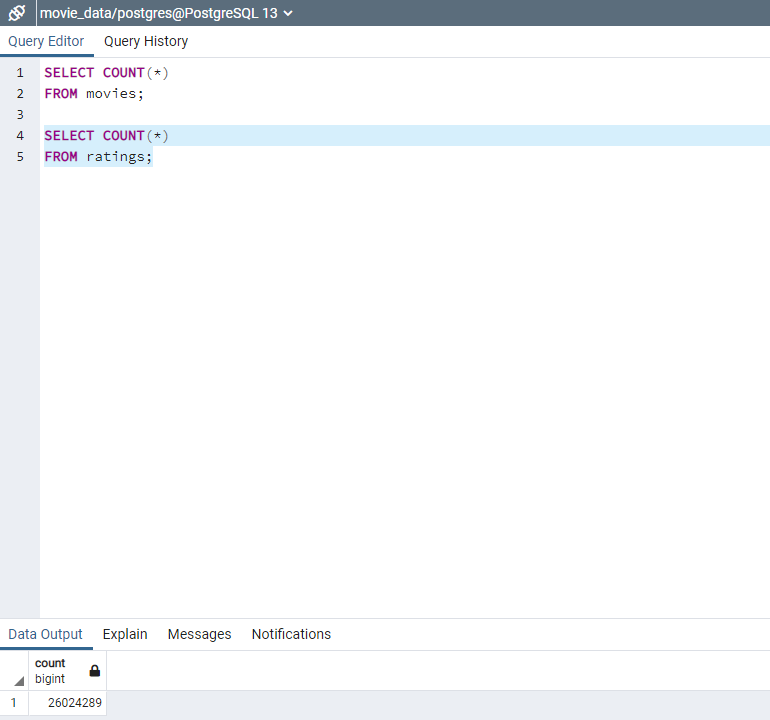 movie_data/postgres@PostgreSQL 13
Query Editor Query History
1 SELECT COUNT(*)
2 FROM movies;
3
4 SELECT COUNT(*)
5 FROM ratings;
Data Output Explain Messages Notifications
count
bigint
1 26024289